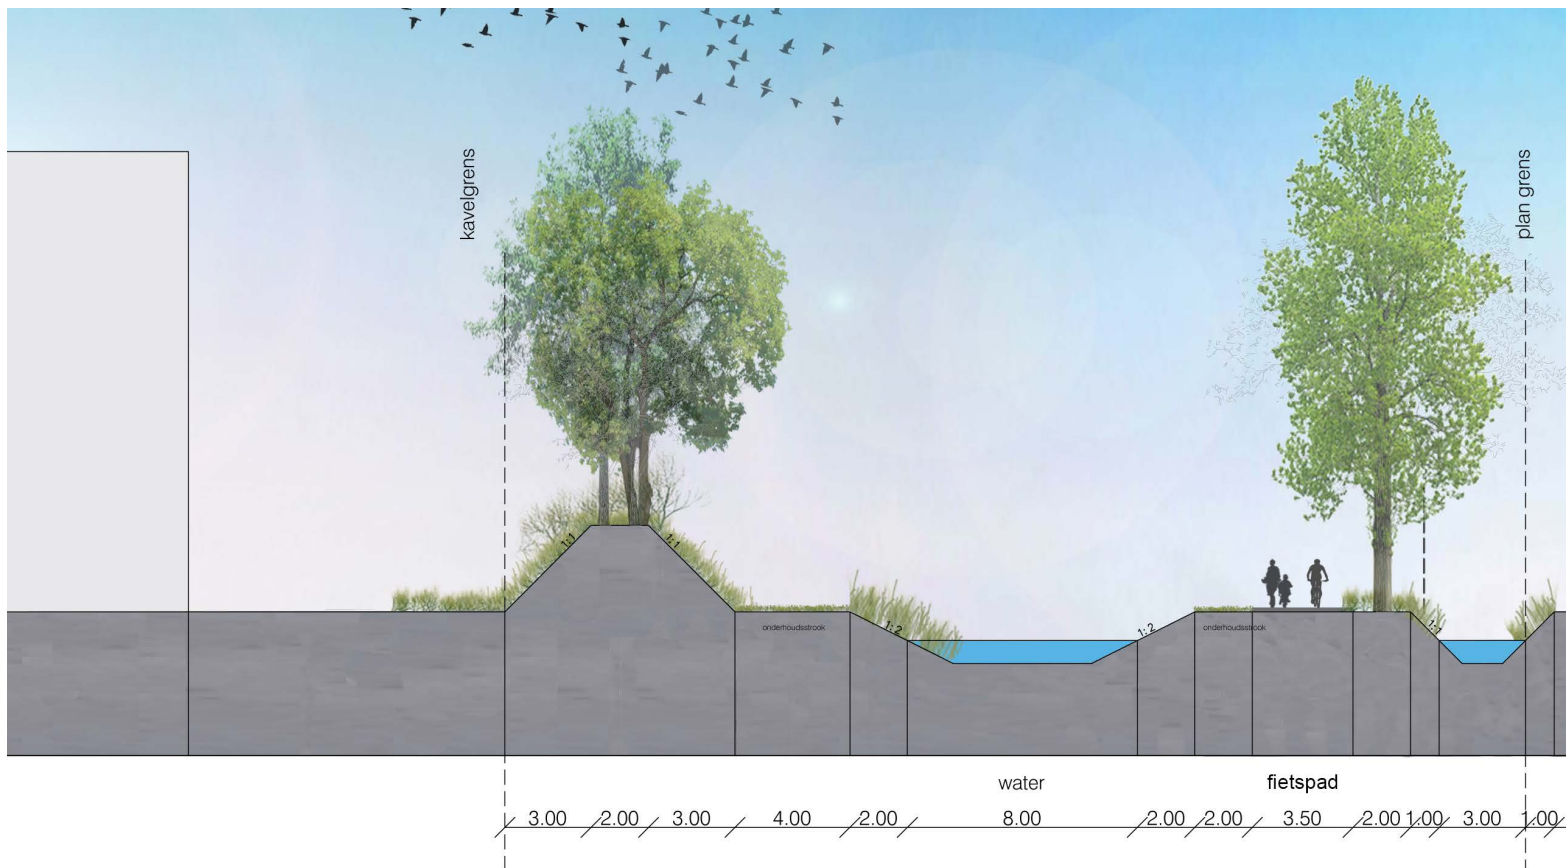 kavelgrens
plan grens
1:1
1:1
onderhoudsstrook
1:2
1:2
onderhoudsstrook
1:1
water
fietspad
3.00 2.00 3.00 4.00 2.00 8.00 2.00 2.00 3.50 2.00 1.00 3.00 1.00